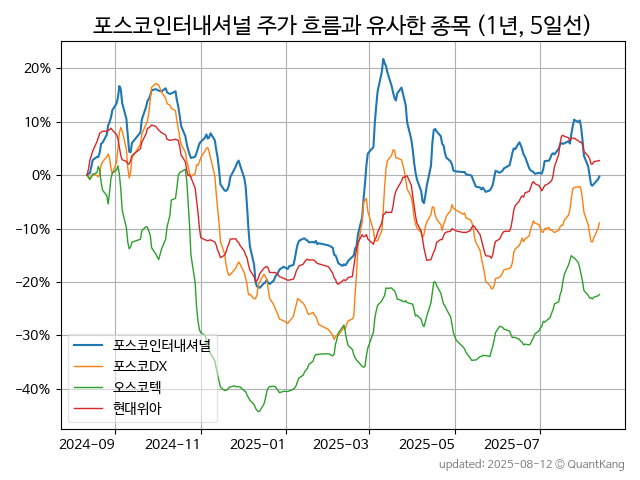 포스코인터내셔널 주가 흐름과 유사한 종목 (1년, 5일선)
20%
10%
0%
−10%
−20%
−30%
−40%
포스코인터내셔널
포스코DX
오스코텍
현대위아
2024-09 2024-11 2025-01 2025-03 2025-05 2025-07
updated: 2025-08-12 © QuantKang